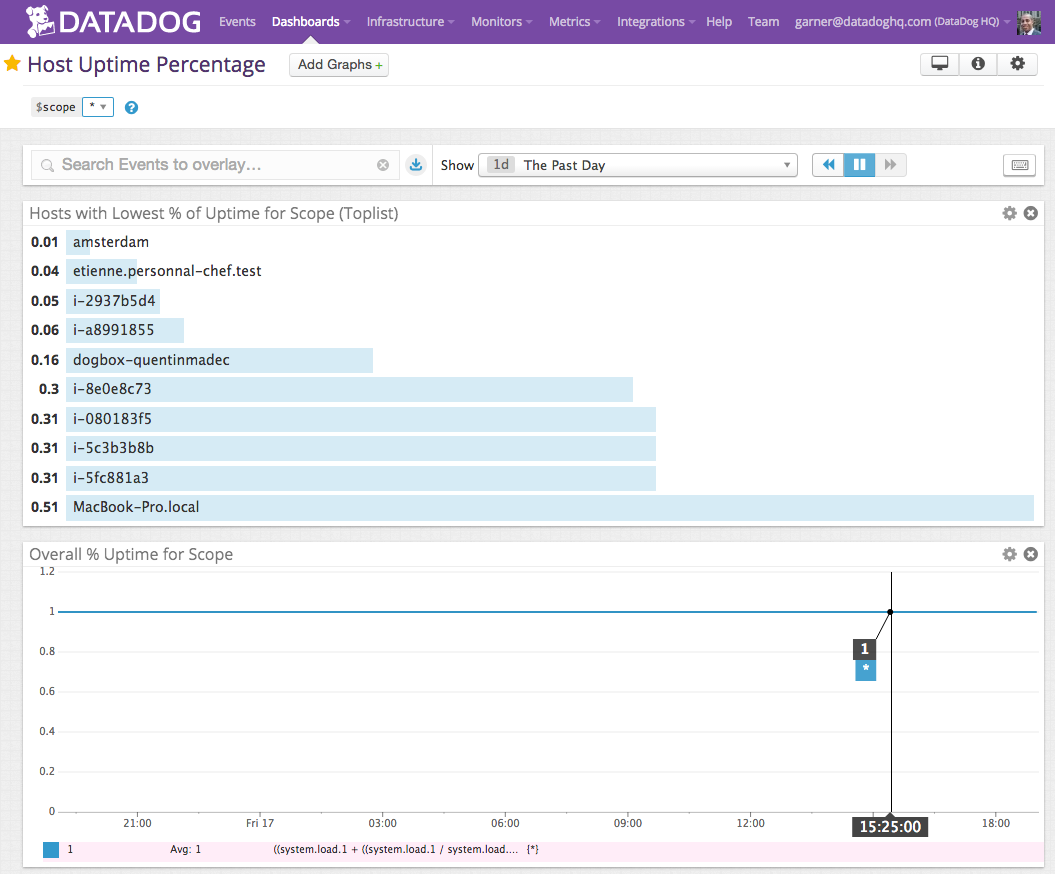 DATADOG Events Dashboards Infrastructure Monitors Metrics Integrations Help Team garner@datadoghq.com (DataDog HQ)
Host Uptime Percentage Add Graphs +
$scope * ?
Search Events to overlay... Show 1d The Past Day
Hosts with Lowest % of Uptime for Scope (Toplist)
0.01 amsterdam
0.04 etienne.personnal-chef.test
0.05 i-2937b5d4
0.06 i-a8991855
0.16 dogbox-quentinmadec
0.3 i-8e0e8c73
0.31 i-080183f5
0.31 i-5c3b3b8b
0.31 i-5fc881a3
0.51 MacBook-Pro.local
Overall % Uptime for Scope
1.2
1
0.8
1
*
0.6
0.4
0.2
0
21:00 Fri 17 03:00 06:00 09:00 12:00 15:25:00 18:00
1 Avg: 1 ((system.load.1 + ((system.load.1 / system.load.... {*}